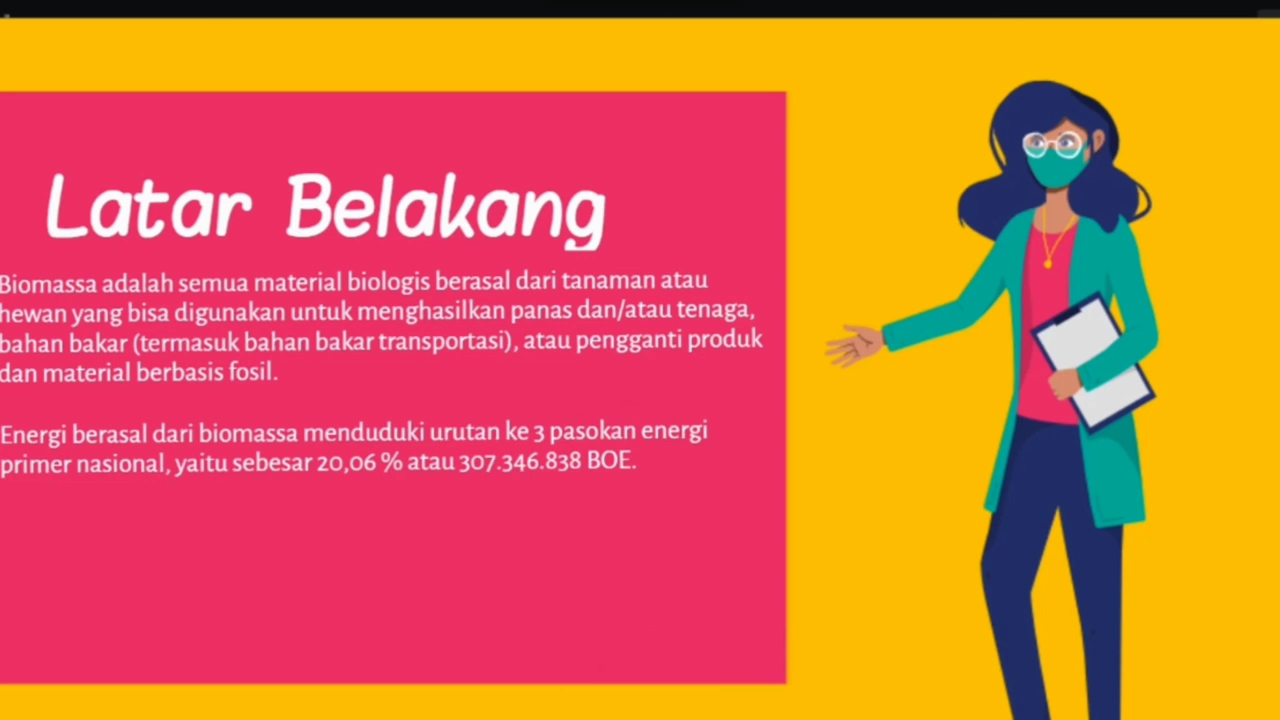 Latar Belakang
Biomassa adalah semua material biologis berasal dari tanaman atau
hewan yang bisa digunakan untuk menghasilkan panas dan/atau tenaga,
bahan bakar (termasuk bahan bakar transportasi), atau pengganti produk
dan material berbasis fosil.
Energi berasal dari biomassa menduduki urutan ke 3 pasokan energi
primer nasional, yaitu sebesar 20,06 % atau 307.346.838 BOE.